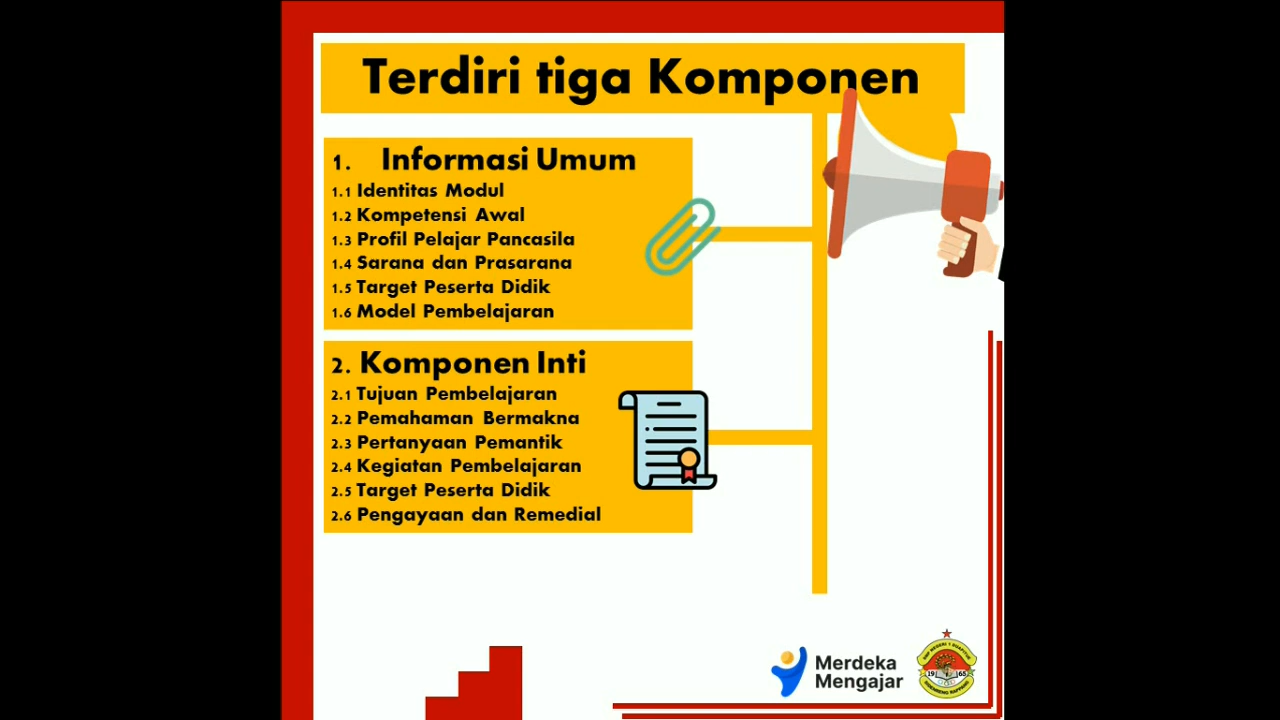 Terdiri tiga Komponen
1. Informasi Umum
1.1 Identitas Modul
1.2 Kompetensi Awal
1.3 Profil Pelajar Pancasila
1.4 Sarana dan Prasarana
1.5 Target Peserta Didik
1.6 Model Pembelajaran
2. Komponen Inti
2.1 Tujuan Pembelajaran
2.2 Pemahaman Bermakna
2.3 Pertanyaan Pemantik
2.4 Kegiatan Pembelajaran
2.5 Target Peserta Didik
2.6 Pengayaan dan Remedial
Merdeka
Mengajar
1965